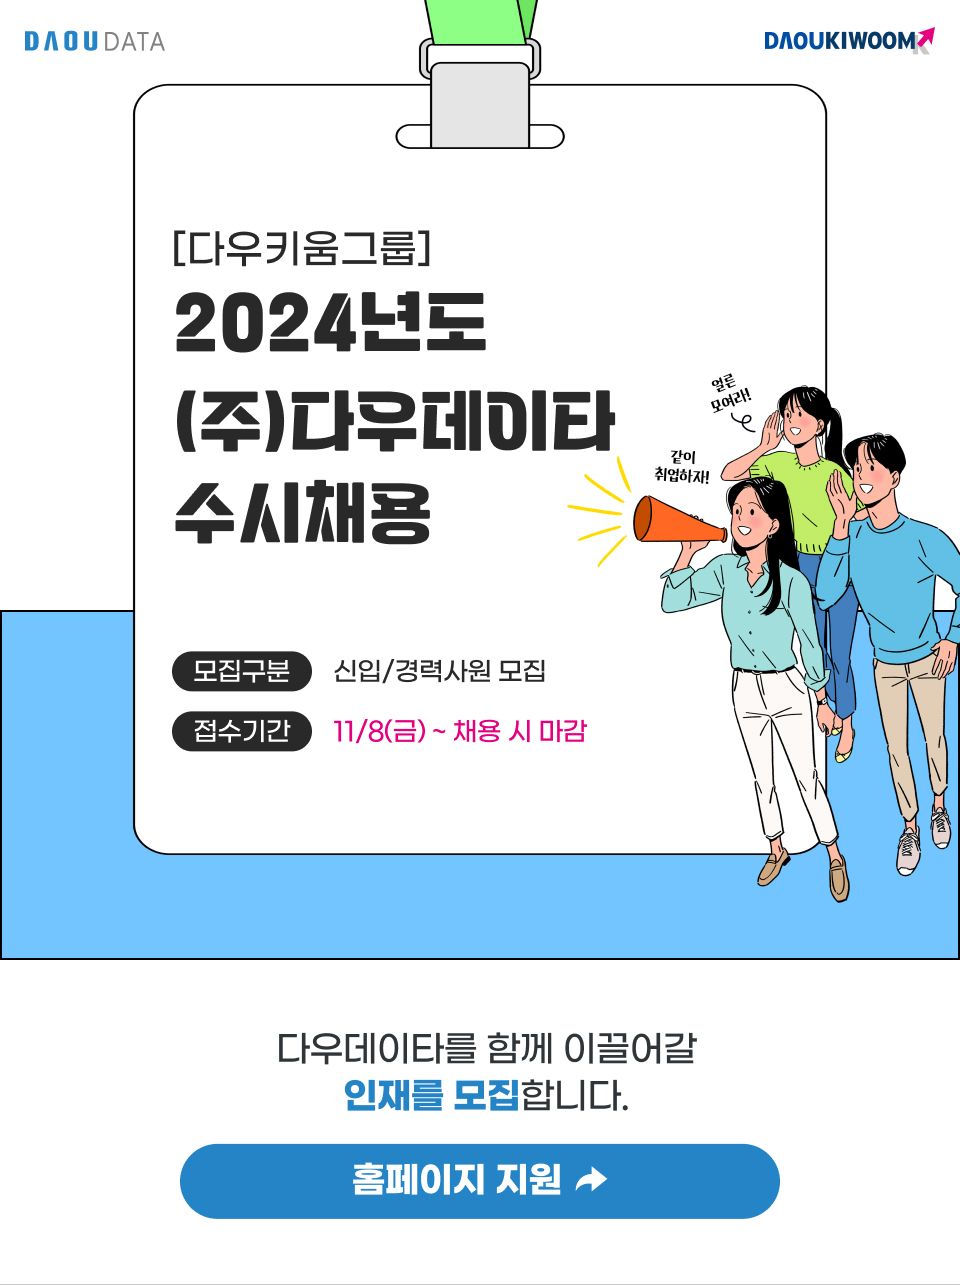 DAOU DATA
DAOUKIWOOM
[다우키움그룹]
2024년도
(주)다우데이타
수시채용
얼른
모여라!
같이
취업하자!
모집구분 신입/경력사원 모집
접수기간 11/8(금) ~ 채용 시 마감
다우데이타를 함께 이끌어갈
인재를 모집합니다.
홈페이지 지원